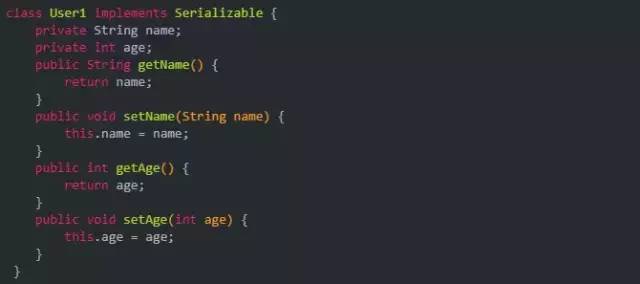 class User1 implements Serializable {
    private String name;
    private int age;
    public String getName() {
        return name;
    }
    public void setName(String name) {
        this.name = name;
    }
    public int getAge() {
        return age;
    }
    public void setAge(int age) {
        this.age = age;
    }
}